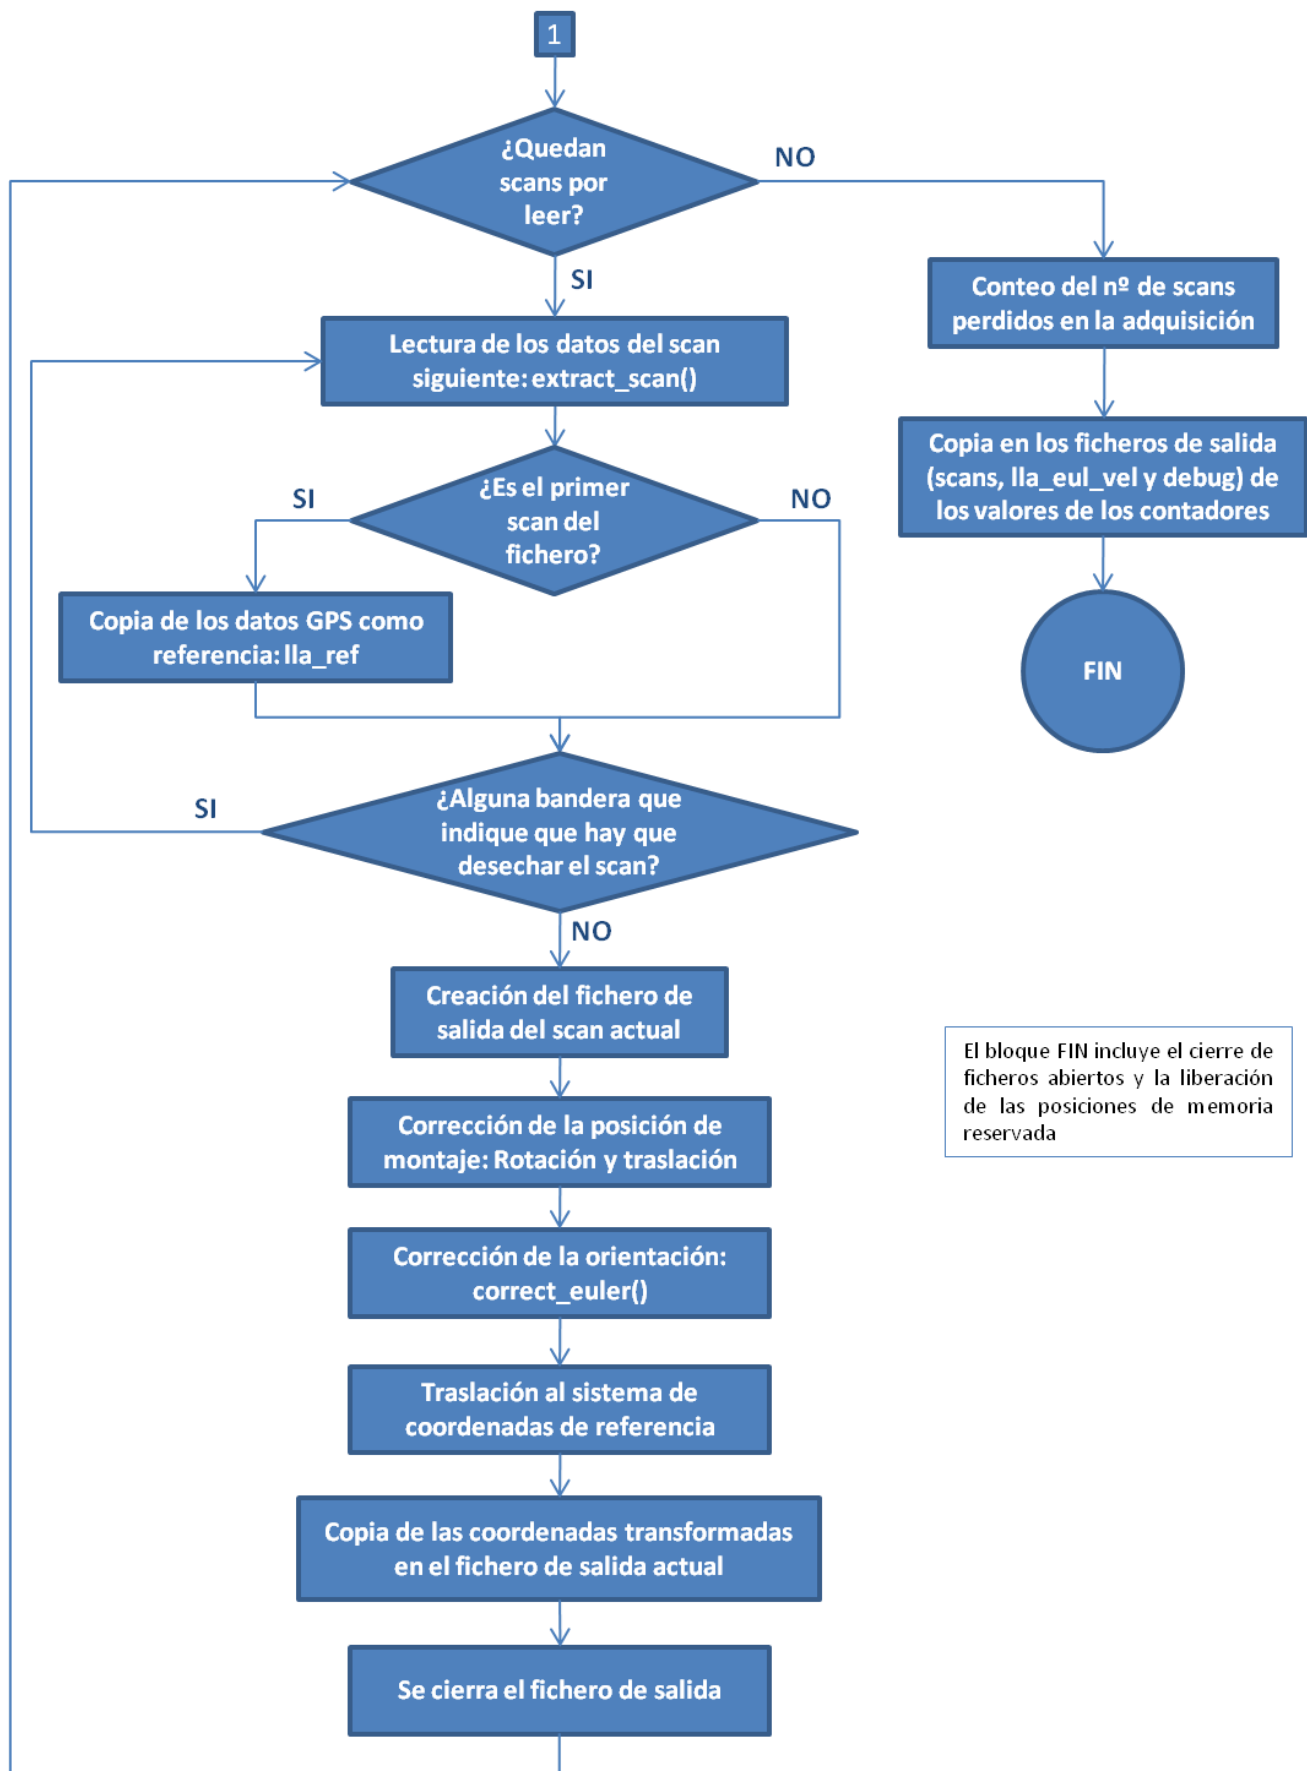 1
¿Quedan
scans por
leer?
NO
SI
Conteo del nº de scans
perdidos en la adquisición
Lectura de los datos del scan
siguiente: extract_scan()
Copia en los ficheros de salida
(scans, lla_eul_vel y debug) de
los valores de los contadores
¿Es el primer
scan del
fichero?
SI
NO
Copia de los datos GPS como
referencia: lla_ref
FIN
¿Alguna bandera que
indique que hay que
desechar el scan?
SI
NO
Creación del fichero de
salida del scan actual
El bloque FIN incluye el cierre de
ficheros abiertos y la liberación
de las posiciones de memoria
reservada
Corrección de la posición de
montaje: Rotación y traslación
Corrección de la orientación:
correct_euler()
Traslación al sistema de
coordenadas de referencia
Copia de las coordenadas transformadas
en el fichero de salida actual
Se cierra el fichero de salida